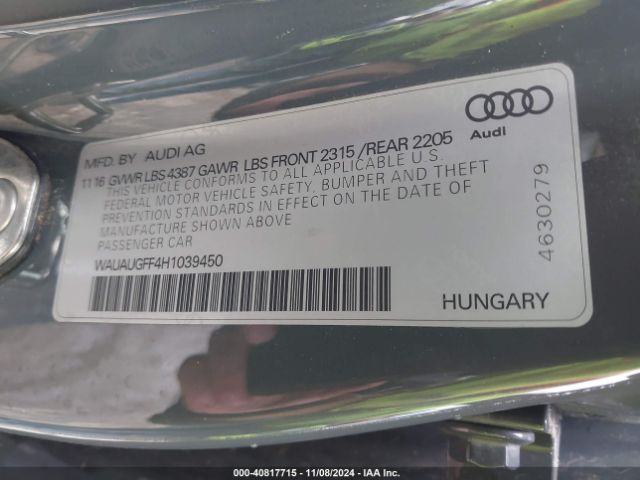 Audi
MFD. BY AUDI AG
11 16 GVWR LBS 4387 GAWR LBS FRONT 2315 /REAR 2205
THIS VEHICLE CONFORMS TO ALL APPLICABLE U.S.
FEDERAL MOTOR VEHICLE SAFETY, BUMPER AND THEFT
PREVENTION STANDARDS IN EFFECT ON THE DATE OF
MANUFACTURE SHOWN ABOVE
PASSENGER CAR
WAUAUGFF4H1039450
4630279
HUNGARY
000-40817715 - 11/08/2024 - IAA Inc.